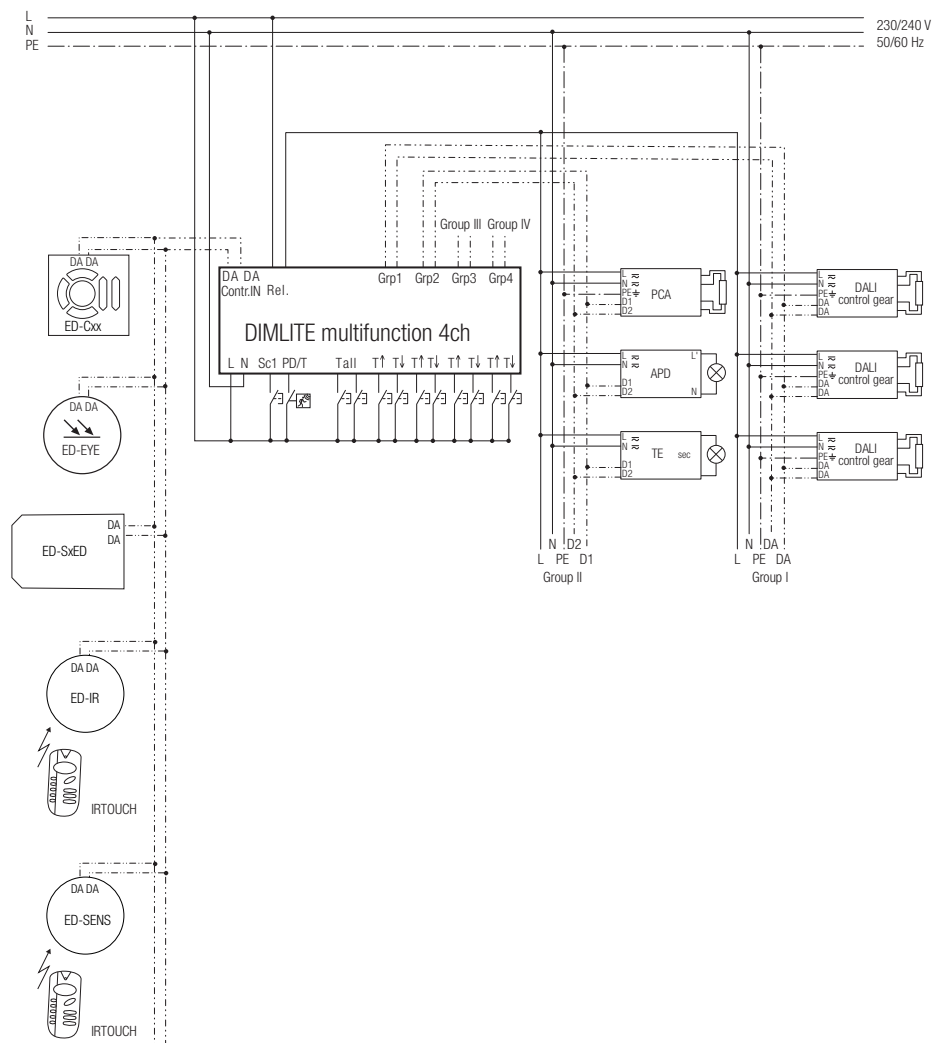 L
N
PE
230/240 V
50/60 Hz
Group III Group IV
DA DA
ED-Cxx
DA DA
Contr.IN Rel.
Grp1 Grp2 Grp3 Grp4
DIMLITE multifunction 4ch
L N Sc1 PD/T Tall T↑ T↓ T↑ T↓ T↑ T↓ T↑ T↓
L
N
PE
D1
D2
PCA
L
N
PE
DA
DA
DALI
control gear
DA DA
ED-EYE
L
N
D1
D2
APD
L'
N
L
N
PE
DA
DA
DALI
control gear
L
N
D1
D2
TE sec
L
N
PE
DA
DA
DALI
control gear
DA
DA
ED-SxED
N D2
L PE D1
Group II
N DA
L PE DA
Group I
DA DA
ED-IR
IRTOUCH
DA DA
ED-SENS
IRTOUCH